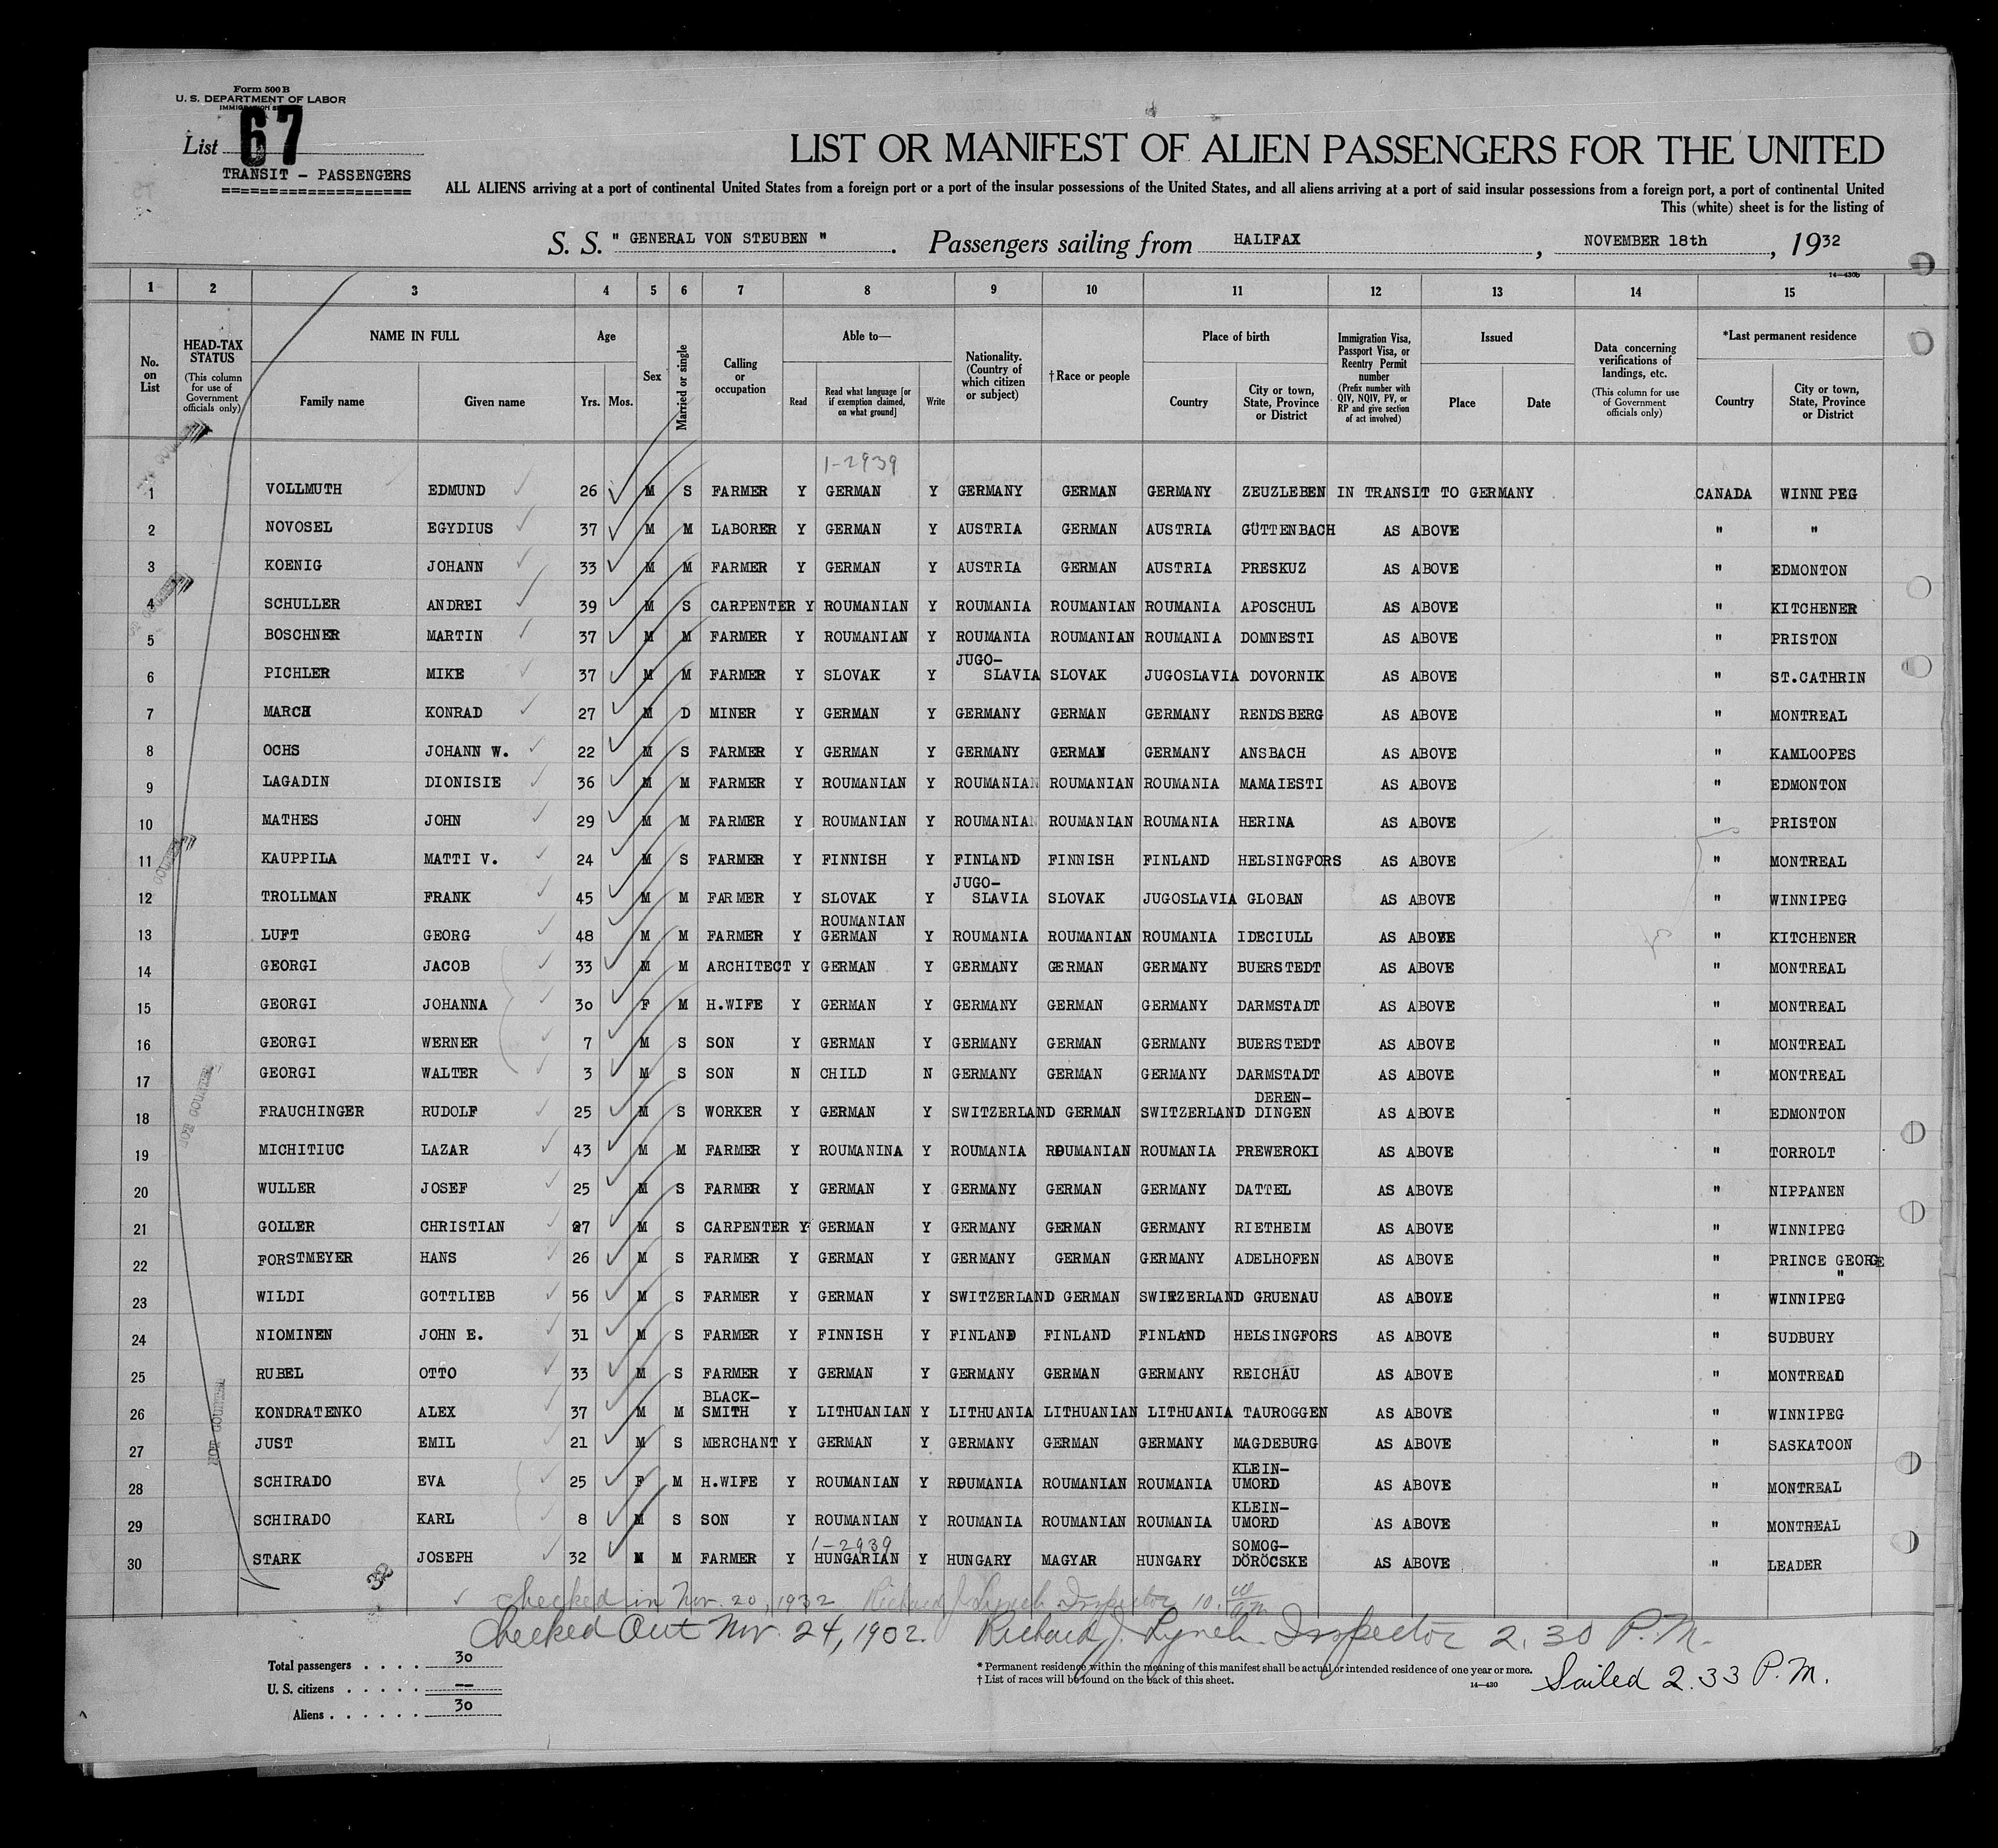 Form 500 B
U. S. DEPARTMENT OF LABOR
List 67
TRANSIT – PASSENGERS
LIST OR MANIFEST OF ALIEN PASSENGERS FOR THE UNITED
ALL ALIENS arriving at a port of continental United States from a foreign port or a port of the insular possessions of the United States, and all aliens arriving at a port of said insular possessions from a foreign port, a port of continental United
This (white) sheet is for the listing of
S. S. " GENERAL VON STEUBEN ". Passengers sailing from HALIFAX, NOVEMBER 18th, 1932
14—430b
1 2 3 4 5 6 7 8 9 10 11 12 13 14 15
No. on List
HEAD-TAX STATUS (This column for use of Government officials only)
NAME IN FULL Family name Given name
Age Yrs. Mos.
Sex
Married or single
Calling or occupation
Able to— Read Read what language [or if exemption claimed, on what ground] Write
Nationality. (Country of which citizen or subject)
†Race or people
Place of birth Country City or town, State, Province or District
Immigration Visa, Passport Visa, or Reentry Permit number (Prefix number with QIV, NQIV, PV, or RP and give section of act involved)
Issued Place Date
Data concerning verifications of landings, etc. (This column for use of Government officials only)
*Last permanent residence Country City or town, State, Province or District
1-2939
1 VOLLMUTH EDMUND 26 M S FARMER Y GERMAN Y GERMANY GERMAN GERMANY ZEUZLEBEN IN TRANSIT TO GERMANY CANADA WINNIPEG
2 NOVOSEL EGYDIUS 37 M M LABORER Y GERMAN Y AUSTRIA GERMAN AUSTRIA GÜTTENBACH AS ABOVE " "
3 KOENIG JOHANN 33 M M FARMER Y GERMAN Y AUSTRIA GERMAN AUSTRIA PRESKUZ AS ABOVE " EDMONTON
4 SCHULLER ANDREI 39 M S CARPENTER Y ROUMANIAN Y ROUMANIA ROUMANIAN ROUMANIA APOSCHUL AS ABOVE " KITCHENER
5 BOSCHNER MARTIN 37 M M FARMER Y ROUMANIAN Y ROUMANIA ROUMANIAN ROUMANIA DOMNESTI AS ABOVE " PRISTON
6 PICHLER MIKE 37 M M FARMER Y SLOVAK Y JUGO-SLAVIA SLOVAK JUGOSLAVIA DOVORNIK AS ABOVE " ST.CATHRIN
7 MARCH KONRAD 27 M D MINER Y GERMAN Y GERMANY GERMAN GERMANY RENDSBERG AS ABOVE " MONTREAL
8 OCHS JOHANN W. 22 M S FARMER Y GERMAN Y GERMANY GERMAN GERMANY ANSBACH AS ABOVE " KAMLOOPES
9 LAGADIN DIONISIE 36 M M FARMER Y ROUMANIAN Y ROUMANIAN ROUMANIAN ROUMANIA MAMAIESTI AS ABOVE " EDMONTON
10 MATHES JOHN 29 M M FARMER Y ROUMANIAN Y ROUMANIAN ROUMANIAN ROUMANIA HERINA AS ABOVE " PRISTON
11 KAUPPILA MATTI V. 24 M S FARMER Y FINNISH Y FINLAND FINNISH FINLAND HELSINGFORS AS ABOVE " MONTREAL
12 TROLLMAN FRANK 45 M M FARMER Y SLOVAK Y JUGO-SLAVIA SLOVAK JUGOSLAVIA GLOBAN AS ABOVE " WINNIPEG
13 LUFT GEORG 48 M M FARMER Y ROUMANIAN GERMAN Y ROUMANIA ROUMANIAN ROUMANIA IDECIULL AS ABOVE " KITCHENER
14 GEORGI JACOB 33 M M ARCHITECT Y GERMAN Y GERMANY GERMAN GERMANY BUERSTEDT AS ABOVE " MONTREAL
15 GEORGI JOHANNA 30 F M H.WIFE Y GERMAN Y GERMANY GERMAN GERMANY DARMSTADT AS ABOVE " MONTREAL
16 GEORGI WERNER 7 M S SON Y GERMAN Y GERMANY GERMAN GERMANY BUERSTEDT AS ABOVE " MONTREAL
17 GEORGI WALTER 3 M S SON N CHILD N GERMANY GERMAN GERMANY DARMSTADT AS ABOVE " MONTREAL
18 FRAUCHINGER RUDOLF 25 M S WORKER Y GERMAN Y SWITZERLAND GERMAN SWITZERLAND DEREN-DINGEN AS ABOVE " EDMONTON
19 MICHITIUC LAZAR 43 M M FARMER Y ROUMANINA Y ROUMANIA ROUMANIAN ROUMANIA PREWEROKI AS ABOVE " TORROLT
20 WULLER JOSEF 25 M S FARMER Y GERMAN Y GERMANY GERMAN GERMANY DATTEL AS ABOVE " NIPPANEN
21 GOLLER CHRISTIAN 27 M S CARPENTER Y GERMAN Y GERMANY GERMAN GERMANY RIETHEIM AS ABOVE " WINNIPEG
22 FORSTMEYER HANS 26 M S FARMER Y GERMAN Y GERMANY GERMAN GERMANY ADELHOFEN AS ABOVE " PRINCE GEORGE "
23 WILDI GOTTLIEB 56 M S FARMER Y GERMAN Y SWITZERLAND GERMAN SWITZERLAND GRUENAU AS ABOVE " WINNIPEG
24 NIOMINEN JOHN E. 31 M S FARMER Y FINNISH Y FINLAND FINLAND FINLAND HELSINGFORS AS ABOVE " SUDBURY
25 RUBEL OTTO 33 M S FARMER Y GERMAN Y GERMANY GERMAN GERMANY REICHAU AS ABOVE " MONTREAL
26 KONDRATENKO ALEX 37 M M BLACK-SMITH Y LITHUANIAN Y LITHUANIA LITHUANIAN LITHUANIA TAUROGGEN AS ABOVE " WINNIPEG
27 JUST EMIL 21 M S MERCHANT Y GERMAN Y GERMANY GERMAN GERMANY MAGDEBURG AS ABOVE " SASKATOON
28 SCHIRADO EVA 25 F M H.WIFE Y ROUMANIAN Y ROUMANIA ROUMANIAN ROUMANIA KLEIN-UMORD AS ABOVE " MONTREAL
29 SCHIRADO KARL 8 M S SON Y ROUMANIAN Y ROUMANIA ROUMANIAN ROUMANIA KLEIN-UMORD AS ABOVE " MONTREAL
1-2939
30 STARK JOSEPH 32 M M FARMER Y HUNGARIAN Y HUNGARY MAGYAR HUNGARY SOMOG-DÖRÖCSKE AS ABOVE " LEADER
Checked in Nov. 20, 1932 Richard J. Lynch Inspector 10.
Checked Out Nov. 24, 1902. Richard J. Lynch Inspector 2.30 P.M.
Total passengers . . . . 30
U. S. citizens . . . . . —
Aliens . . . . . . 30
* Permanent residence within the meaning of this manifest shall be actual or intended residence of one year or more.
† List of races will be found on the back of this sheet.
14—430
Sailed 2.33 P.M.